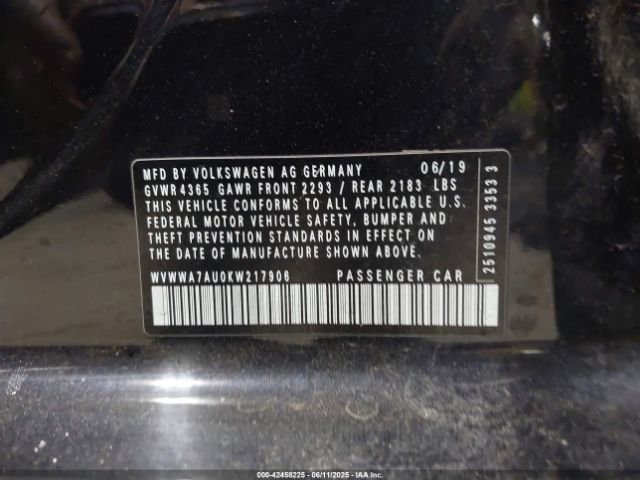 MFD BY VOLKSWAGEN AG GERMANY 06/19
GVWR 4365 GAWR FRONT 2293 / REAR 2183 LBS
THIS VEHICLE CONFORMS TO ALL APPLICABLE U.S.
FEDERAL MOTOR VEHICLE SAFETY, BUMPER AND
THEFT PREVENTION STANDARDS IN EFFECT ON
THE DATE OF MANUFACTURE SHOWN ABOVE.
WVWWA7AU0KW217906 PASSENGER CAR
2510945 3353 3
000-42458225 - 06/11/2025 - IAAI.COM